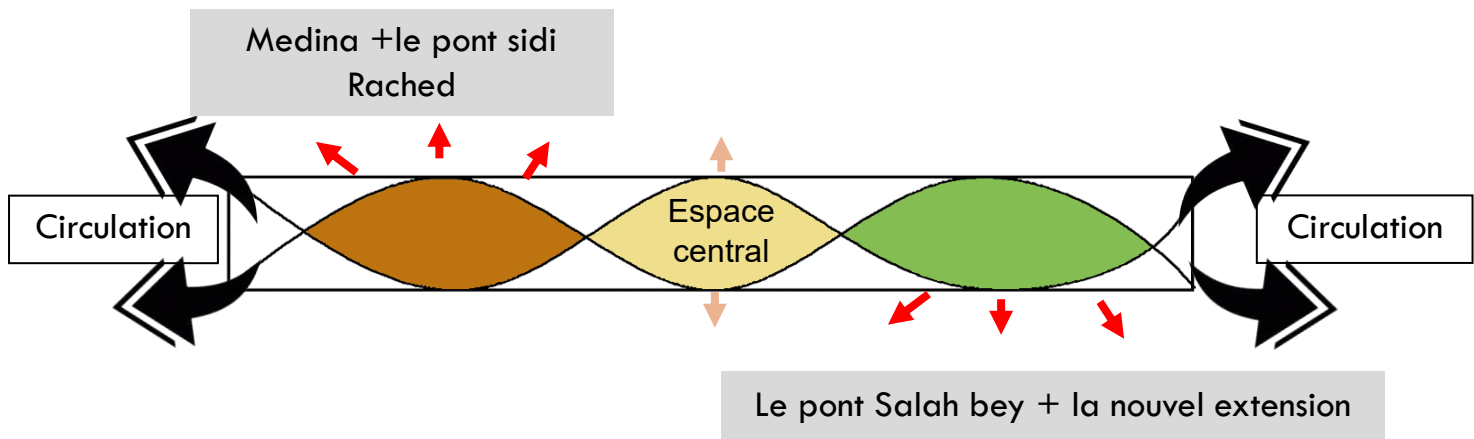 Medina +le pont sidi
Rached
Circulation
Espace
central
Circulation
Le pont Salah bey + la nouvel extension